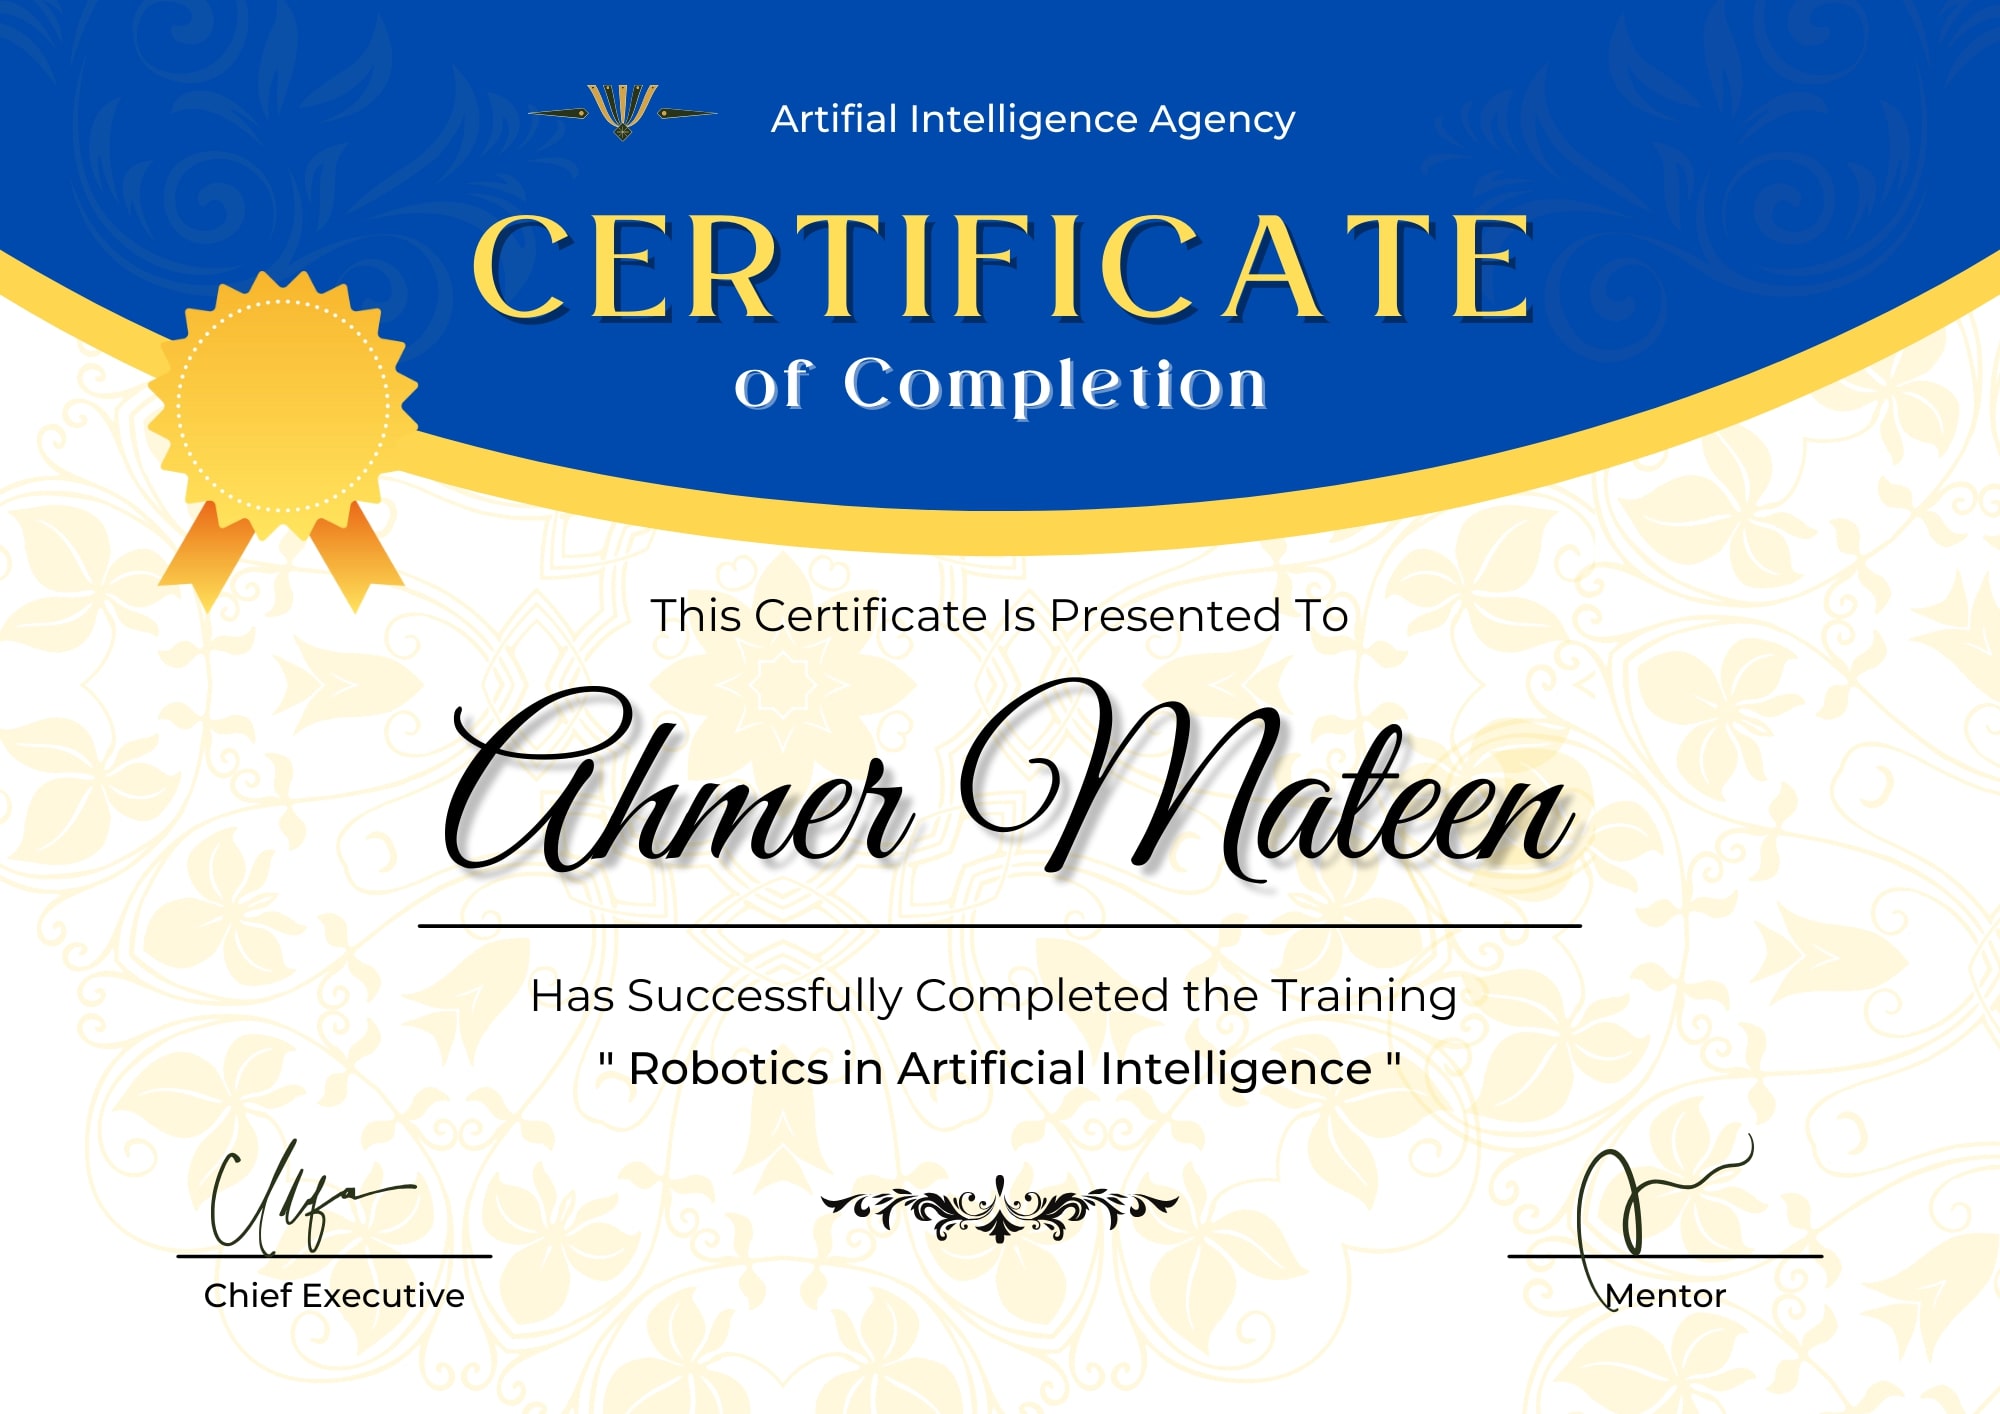 Artifial Intelligence Agency
CERTIFICATE
of Completion
This Certificate Is Presented To
Ahmer Mateen
Has Successfully Completed the Training
" Robotics in Artificial Intelligence "
Chief Executive
Mentor